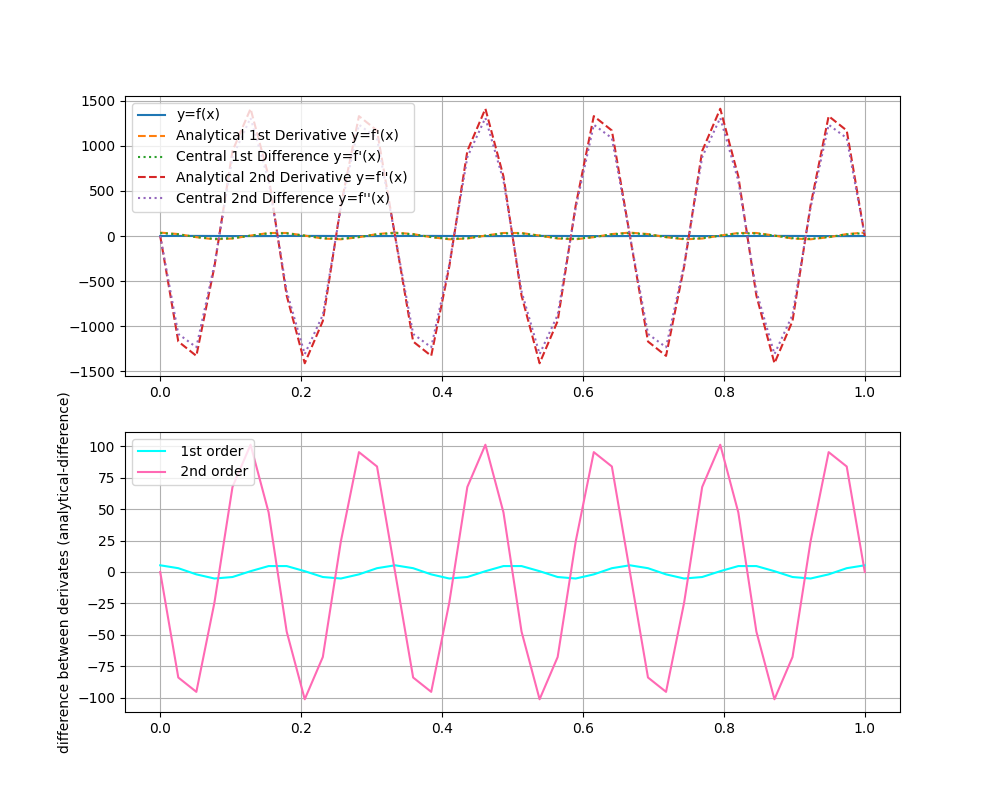 1500
1000
500
0
−500
−1000
−1500
y=f(x)
Analytical 1st Derivative y=f'(x)
Central 1st Difference y=f'(x)
Analytical 2nd Derivative y=f''(x)
Central 2nd Difference y=f''(x)
0.0 0.2 0.4 0.6 0.8 1.0
difference between derivates (analytical-difference)
100
75
50
25
0
−25
−50
−75
−100
1st order
2nd order
0.0 0.2 0.4 0.6 0.8 1.0